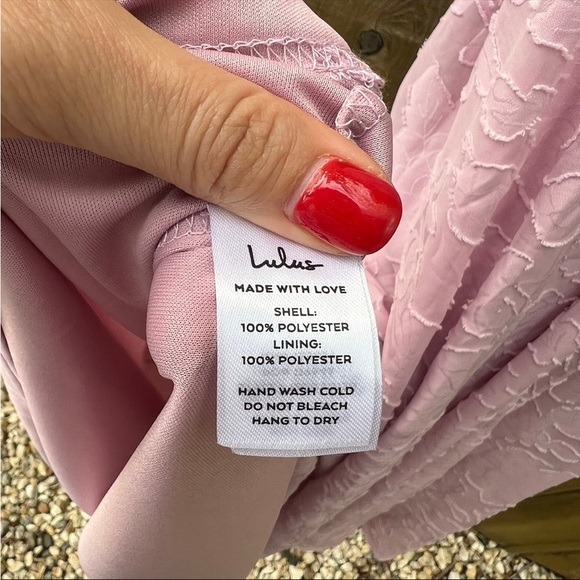 Lulus
MADE WITH LOVE
SHELL:
100% POLYESTER
LINING:
100% POLYESTER
HAND WASH COLD
DO NOT BLEACH
HANG TO DRY